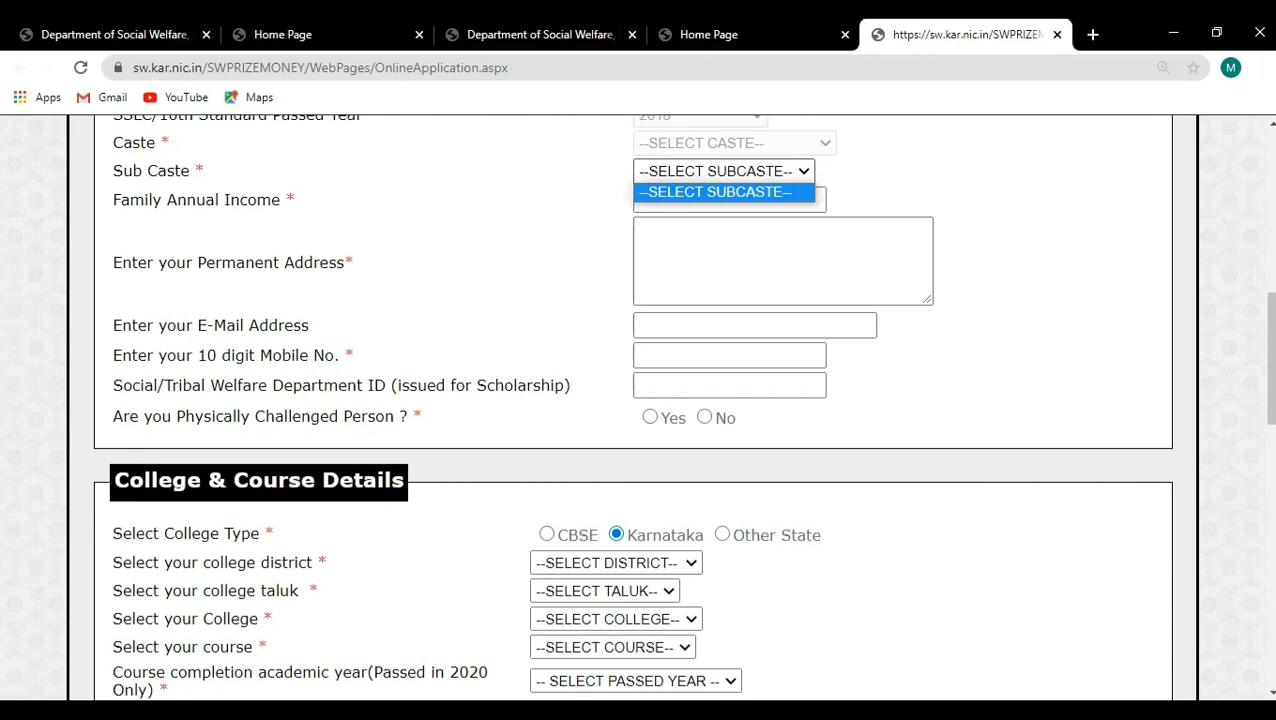 Department of Social Welfare,
Home Page
Department of Social Welfare,
Home Page
https://sw.kar.nic.in/SWPRIZEM
sw.kar.nic.in/SWPRIZEMONEY/WebPages/OnlineApplication.aspx
M
Apps
Gmail
YouTube
Maps
SSLC/10th Standard Passed Year
2018
Caste *
--SELECT CASTE--
Sub Caste *
--SELECT SUBCASTE--
--SELECT SUBCASTE--
Family Annual Income *
Enter your Permanent Address*
Enter your E-Mail Address
Enter your 10 digit Mobile No. *
Social/Tribal Welfare Department ID (issued for Scholarship)
Are you Physically Challenged Person ? *
Yes No
College & Course Details
Select College Type *
CBSE Karnataka Other State
Select your college district *
--SELECT DISTRICT--
Select your college taluk *
--SELECT TALUK--
Select your College *
--SELECT COLLEGE--
Select your course *
--SELECT COURSE--
Course completion academic year(Passed in 2020
Only) *
-- SELECT PASSED YEAR --